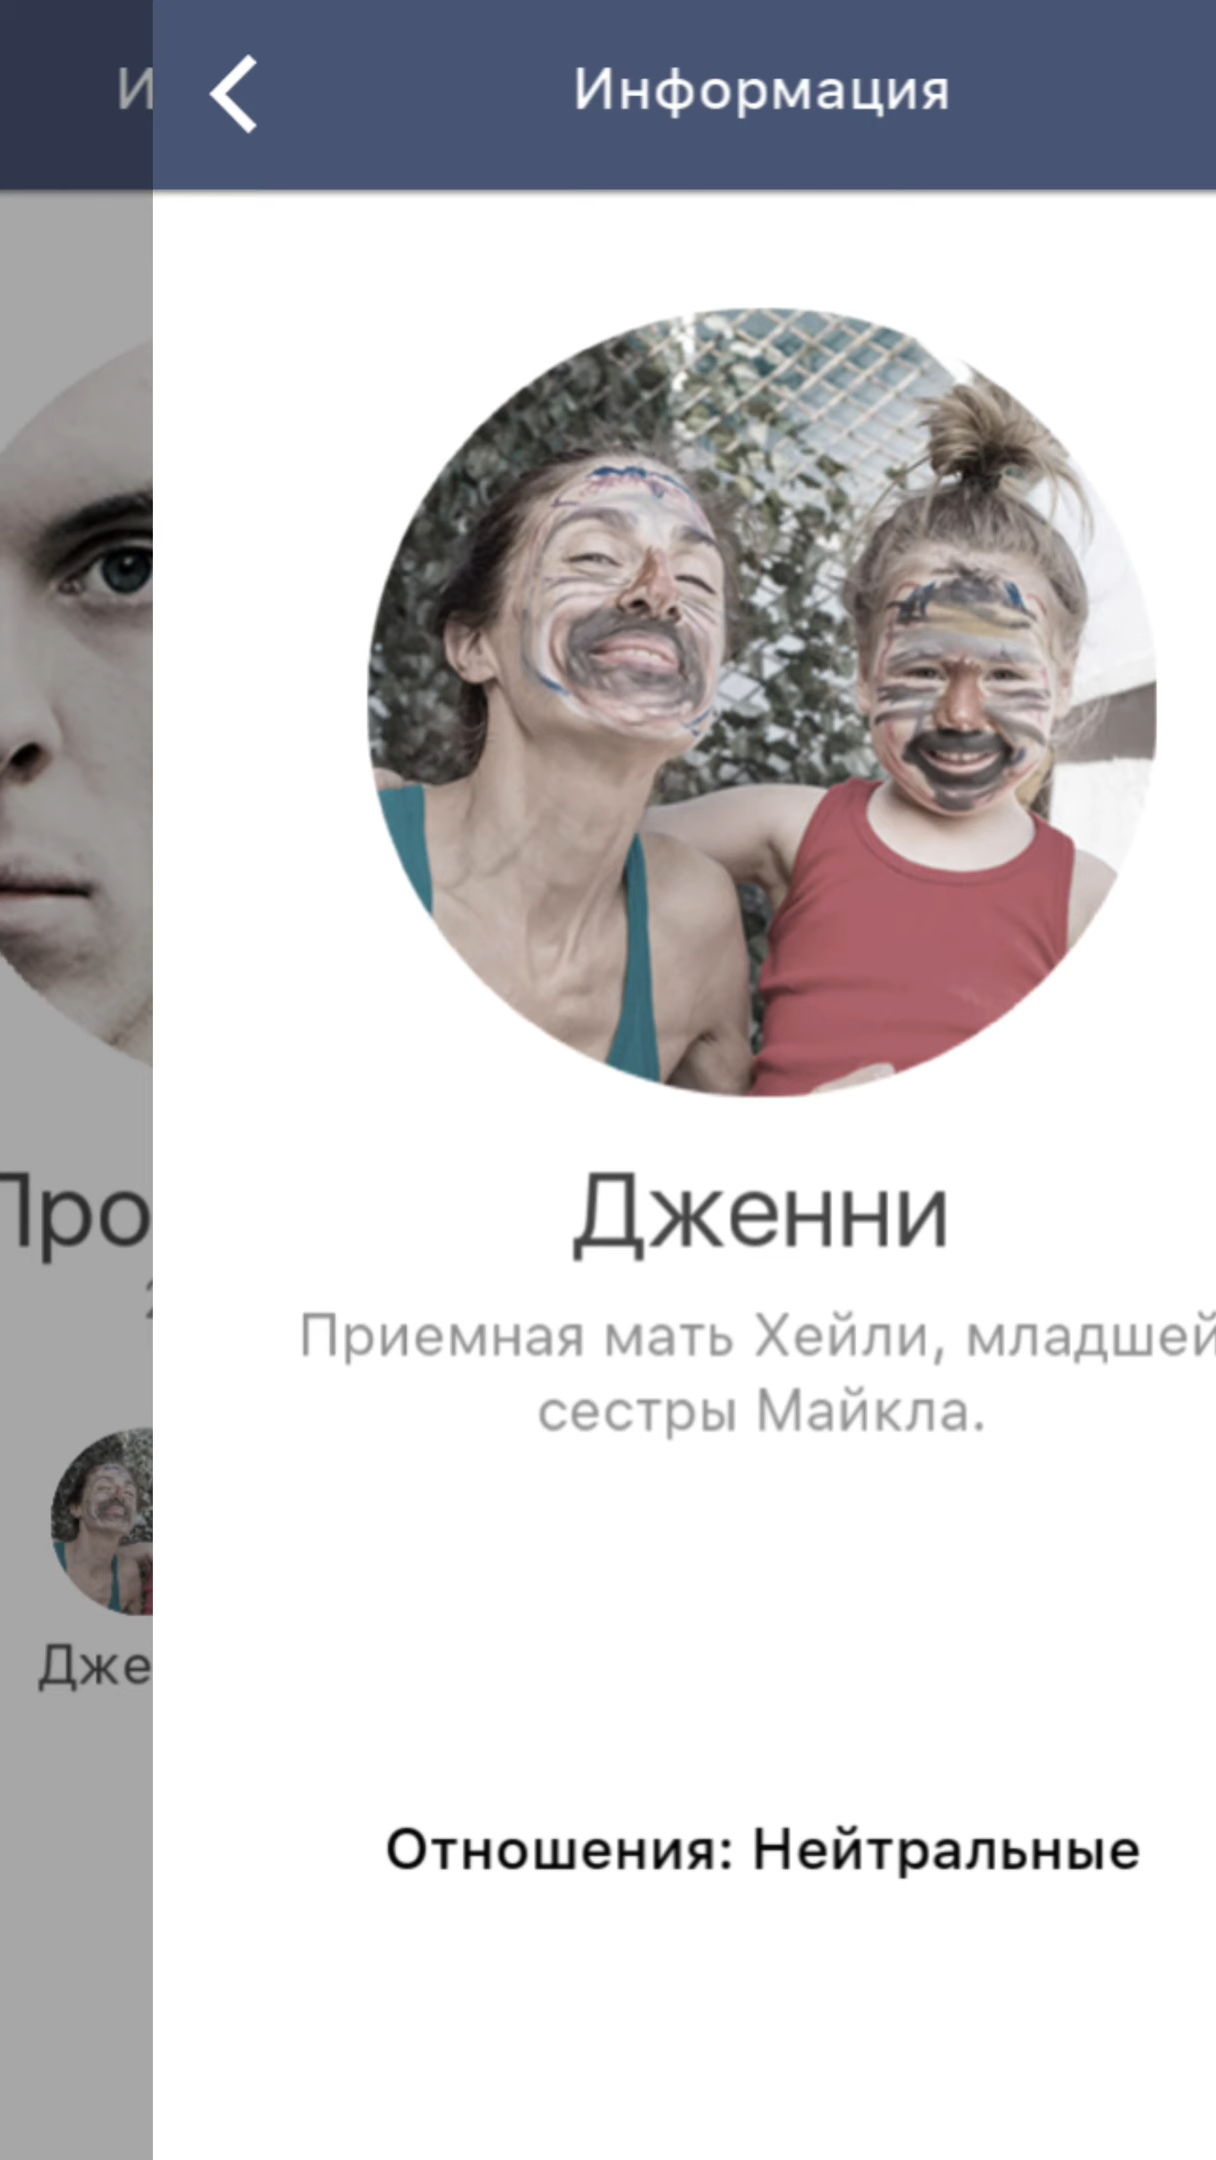 Информация
Дженни
Приемная мать Хейли, младшей
сестры Майкла.
Отношения: Нейтральные